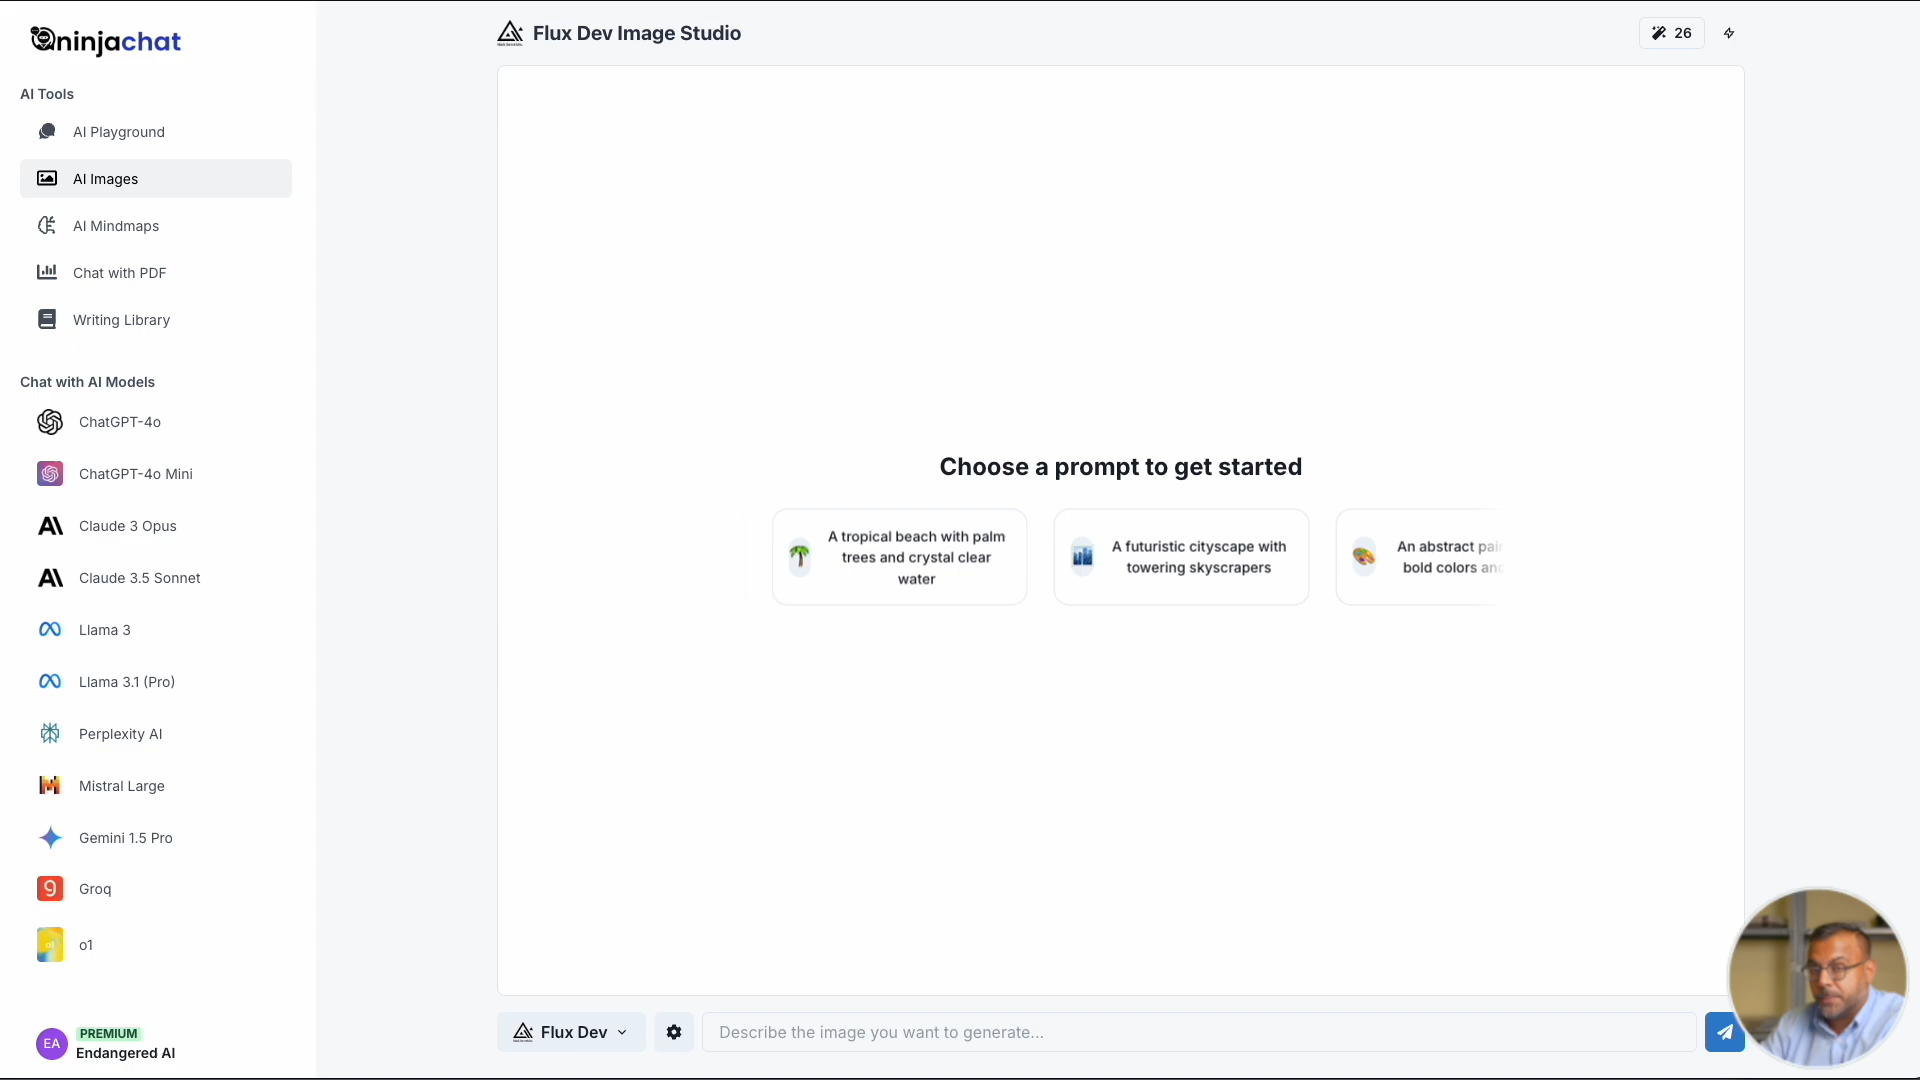 ninjachat
AI Tools
AI Playground
AI Images
AI Mindmaps
Chat with PDF
Writing Library
Chat with AI Models
ChatGPT-4o
ChatGPT-4o Mini
Claude 3 Opus
Claude 3.5 Sonnet
Llama 3
Llama 3.1 (Pro)
Perplexity AI
Mistral Large
Gemini 1.5 Pro
Groq
o1
EA
PREMIUM
Endangered AI
Flux Dev Image Studio
26
Choose a prompt to get started
A tropical beach with palm
trees and crystal clear
water
A futuristic cityscape with
towering skyscrapers
An abstract
bold colors
Flux Dev
Describe the image you want to generate...